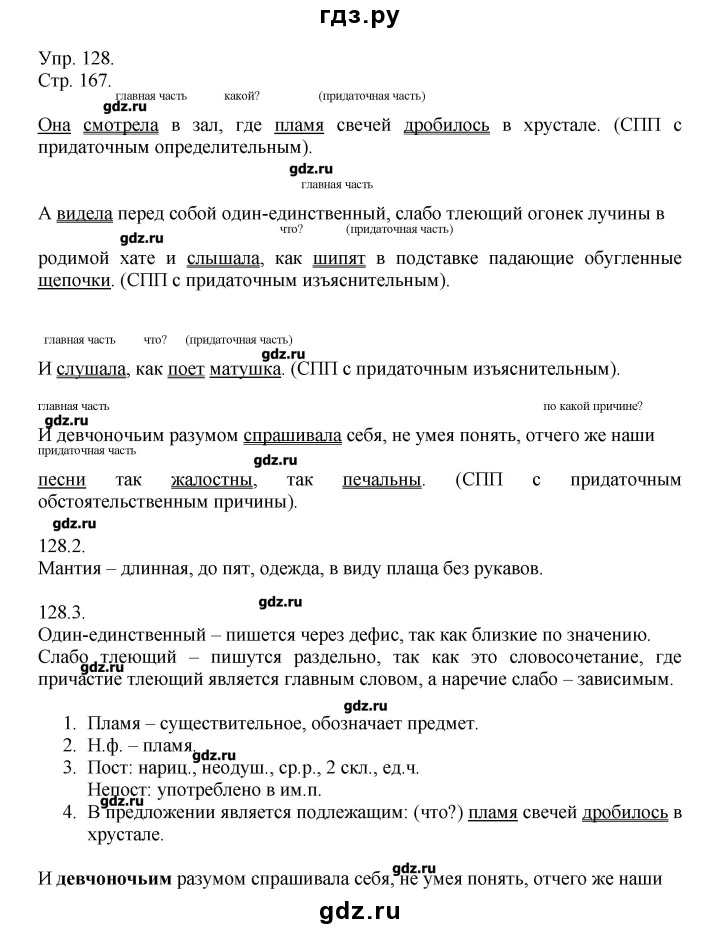 гдз.ру
Упр. 128.
Стр. 167.
главная часть какой? (придаточная часть)
gdz.ru
Она смотрела в зал, где пламя свечей дробилось в хрустале. (СПП с
придаточным определительным).
gdz.ru
главная часть
А видела перед собой один-единственный, слабо тлеющий огонек лучины в
что? (придаточная часть)
gdz.ru
родимой хате и слышала, как шипят в подставке падающие обугленные
щепочки. (СПП с придаточным изъяснительным).
главная часть что? (придаточная часть)
gdz.ru
И слушала, как поет матушка. (СПП с придаточным изъяснительным).
главная часть по какой причине?
gdz.ru
И девчоночьим разумом спрашивала себя, не умея понять, отчего же наши
придаточная часть
gdz.ru
песни так жалостны, так печальны. (СПП с придаточным
обстоятельственным причины).
gdz.ru
128.2.
Мантия – длинная, до пят, одежда, в виду плаща без рукавов.
gdz.ru
128.3.
Один-единственный – пишется через дефис, так как близкие по значению.
Слабо тлеющий – пишутся раздельно, так как это словосочетание, где
gdz.ru
причастие тлеющий является главным словом, а наречие слабо – зависимым.
gdz.ru
1. Пламя – существительное, обозначает предмет.
2. Н.ф. – пламя.
gdz.ru
3. Пост: нариц., неодуш., ср.р., 2 скл., ед.ч.
Непост: употреблено в им.п.
gdz.ru
4. В предложении является подлежащим: (что?) пламя свечей дробилось в
хрустале.
gdz.ru
И девчоночьим разумом спрашивала себя, не умея понять, отчего же наши
gdz.ru